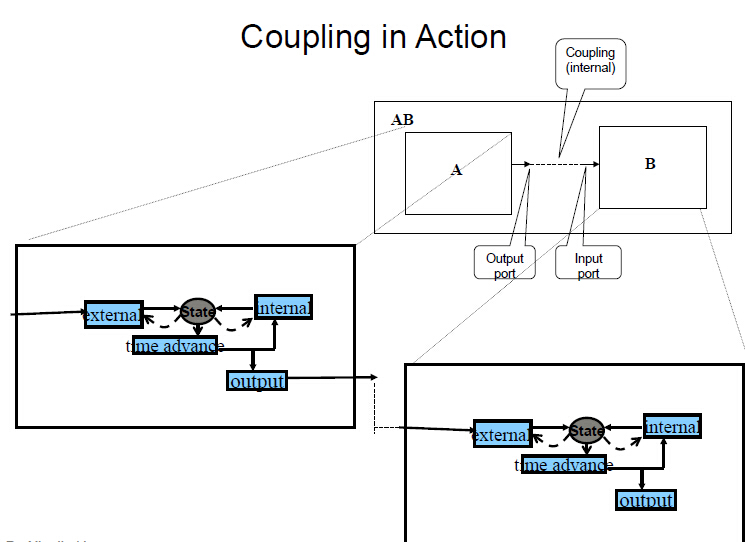 Coupling in Action
Coupling
(internal)
AB
A
B
Output
port
Input
port
external
State
internal
time advance
output
external
State
internal
time advance
output